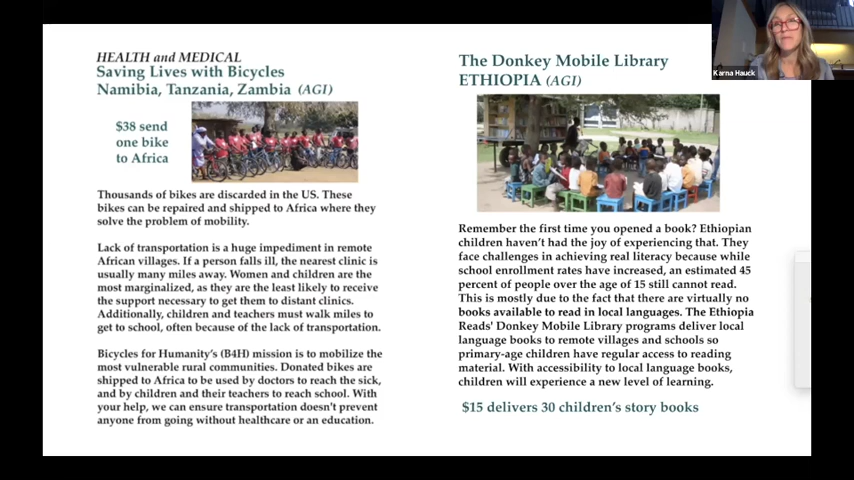 HEALTH and MEDICAL
Saving Lives with Bicycles
Namibia, Tanzania, Zambia (AGI)
$38 send
one bike
to Africa
Thousands of bikes are discarded in the US. These
bikes can be repaired and shipped to Africa where they
solve the problem of mobility.
Lack of transportation is a huge impediment in remote
African villages. If a person falls ill, the nearest clinic is
usually many miles away. Women and children are the
most marginalized, as they are the least likely to receive
the support necessary to get them to distant clinics.
Additionally, children and teachers must walk miles to
get to school, often because of the lack of transportation.
Bicycles for Humanity's (B4H) mission is to mobilize the
most vulnerable rural communities. Donated bikes are
shipped to Africa to be used by doctors to reach the sick,
and by children and their teachers to reach school. With
your help, we can ensure transportation doesn't prevent
anyone from going without healthcare or an education.
The Donkey Mobile Library
ETHIOPIA (AGI)
Remember the first time you opened a book? Ethiopian
children haven't had the joy of experiencing that. They
face challenges in achieving real literacy because while
school enrollment rates have increased, an estimated 45
percent of people over the age of 15 still cannot read.
This is mostly due to the fact that there are virtually no
books available to read in local languages. The Ethiopia
Reads' Donkey Mobile Library programs deliver local
language books to remote villages and schools so
primary-age children have regular access to reading
material. With accessibility to local language books,
children will experience a new level of learning.
$15 delivers 30 children's story books
Karna Hauck